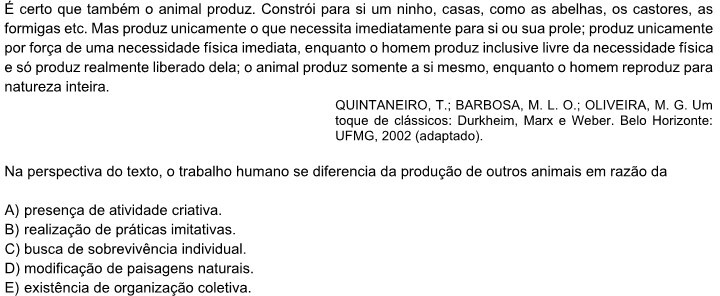 É certo que também o animal produz. Constrói para si um ninho, casas, como as abelhas, os castores, as
formigas etc. Mas produz unicamente o que necessita imediatamente para si ou sua prole; produz unicamente
por força de uma necessidade física imediata, enquanto o homem produz inclusive livre da necessidade física
e só produz realmente liberado dela; o animal produz somente a si mesmo, enquanto o homem reproduz para
natureza inteira.
QUINTANEIRO, T.; BARBOSA, M. L. O.; OLIVEIRA, M. G. Um
toque de clássicos: Durkheim, Marx e Weber. Belo Horizonte:
UFMG, 2002 (adaptado).
Na perspectiva do texto, o trabalho humano se diferencia da produção de outros animais em razão da
A) presença de atividade criativa.
B) realização de práticas imitativas.
C) busca de sobrevivência individual.
D) modificação de paisagens naturais.
E) existência de organização coletiva.